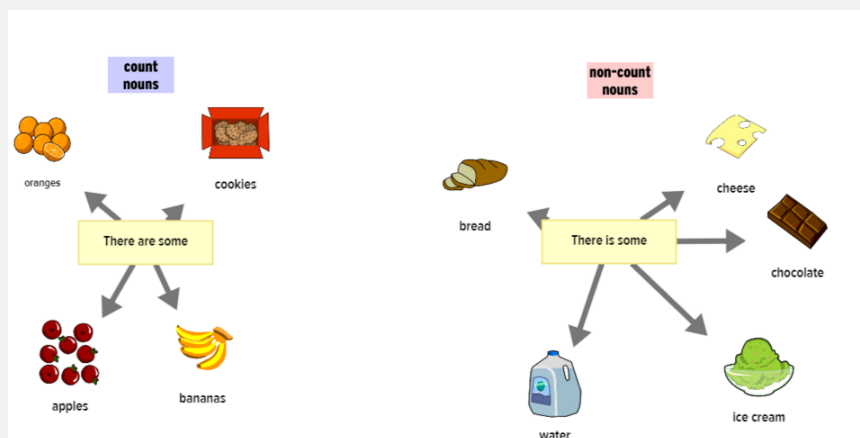 count
nouns
non-count
nouns
oranges
cookies
cheese
bread
There are some
There is some
chocolate
apples
bananas
ice cream
water